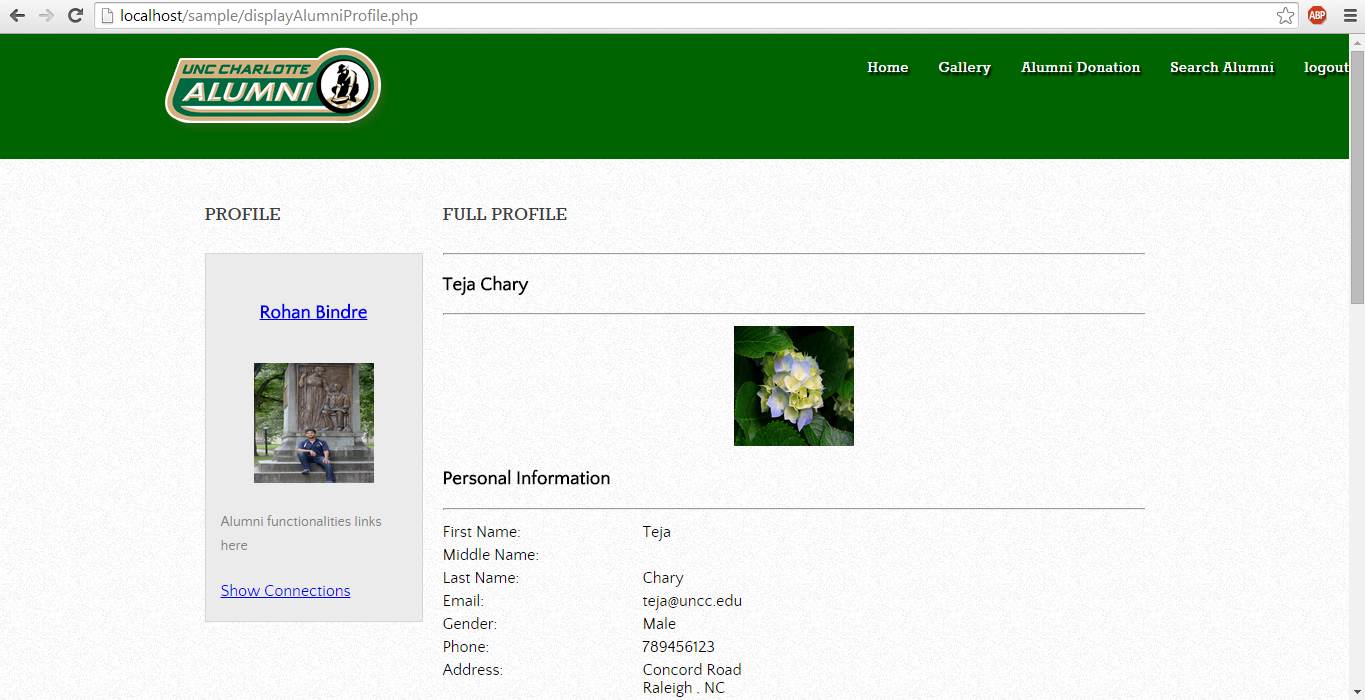 localhost/sample/displayAlumniProfile.php
ABP
UNC CHARLOTTE
ALUMNI
Home Gallery Alumni Donation Search Alumni logout
PROFILE
Rohan Bindre
Alumni functionalities links
here
Show Connections
FULL PROFILE
Teja Chary
Personal Information
First Name: Teja
Middle Name:
Last Name: Chary
Email: teja@uncc.edu
Gender: Male
Phone: 789456123
Address: Concord Road
Raleigh , NC